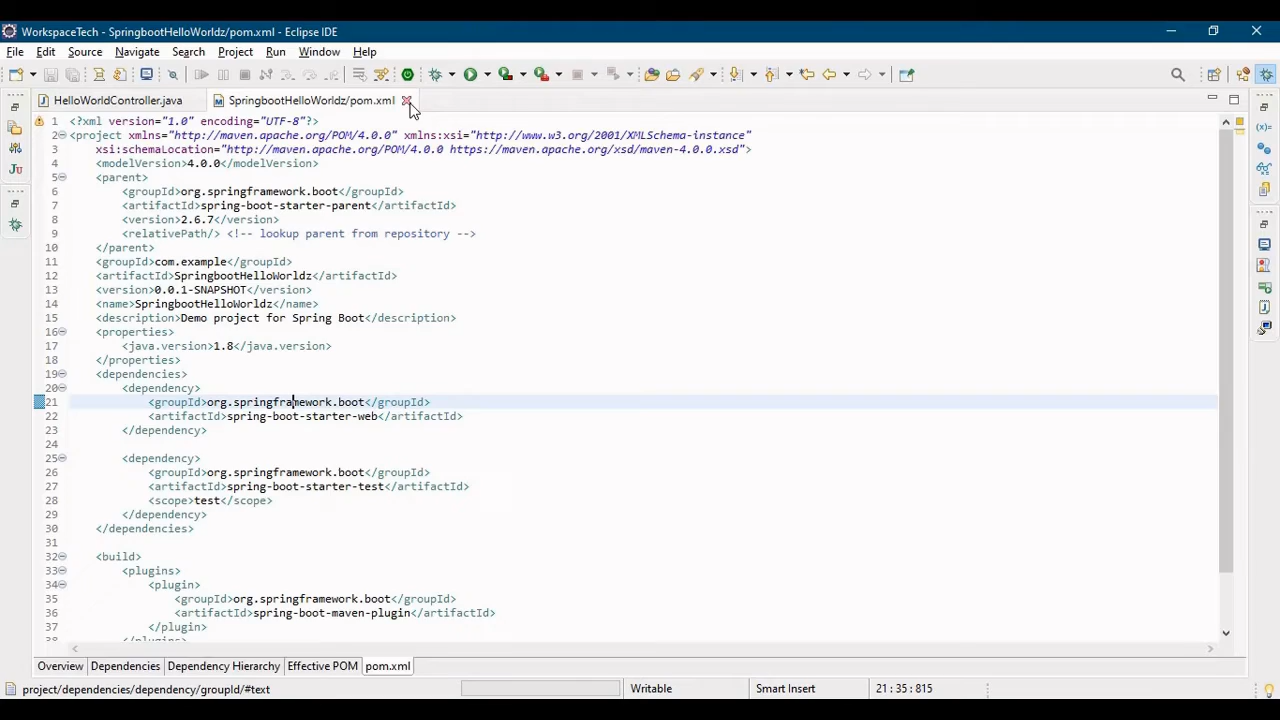 WorkspaceTech - SpringbootHelloWorldz/pom.xml - Eclipse IDE
File Edit Source Navigate Search Project Run Window Help
HelloWorldController.java SpringbootHelloWorldz/pom.xml
1 <?xml version="1.0" encoding="UTF-8"?>
2 <project xmlns="http://maven.apache.org/POM/4.0.0" xmlns:xsi="http://www.w3.org/2001/XMLSchema-instance"
3 xsi:schemaLocation="http://maven.apache.org/POM/4.0.0 https://maven.apache.org/xsd/maven-4.0.0.xsd">
4 <modelVersion>4.0.0</modelVersion>
5 <parent>
6 <groupId>org.springframework.boot</groupId>
7 <artifactId>spring-boot-starter-parent</artifactId>
8 <version>2.6.7</version>
9 <relativePath/> <!-- lookup parent from repository -->
10 </parent>
11 <groupId>com.example</groupId>
12 <artifactId>SpringbootHelloWorldz</artifactId>
13 <version>0.0.1-SNAPSHOT</version>
14 <name>SpringbootHelloWorldz</name>
15 <description>Demo project for Spring Boot</description>
16 <properties>
17 <java.version>1.8</java.version>
18 </properties>
19 <dependencies>
20 <dependency>
21 <groupId>org.springframework.boot</groupId>
22 <artifactId>spring-boot-starter-web</artifactId>
23 </dependency>
24
25 <dependency>
26 <groupId>org.springframework.boot</groupId>
27 <artifactId>spring-boot-starter-test</artifactId>
28 <scope>test</scope>
29 </dependency>
30 </dependencies>
31
32 <build>
33 <plugins>
34 <plugin>
35 <groupId>org.springframework.boot</groupId>
36 <artifactId>spring-boot-maven-plugin</artifactId>
37 </plugin>
38 </plugins>
Overview Dependencies Dependency Hierarchy Effective POM pom.xml
project/dependencies/dependency/groupId/#text Writable Smart Insert 21 : 35 : 815